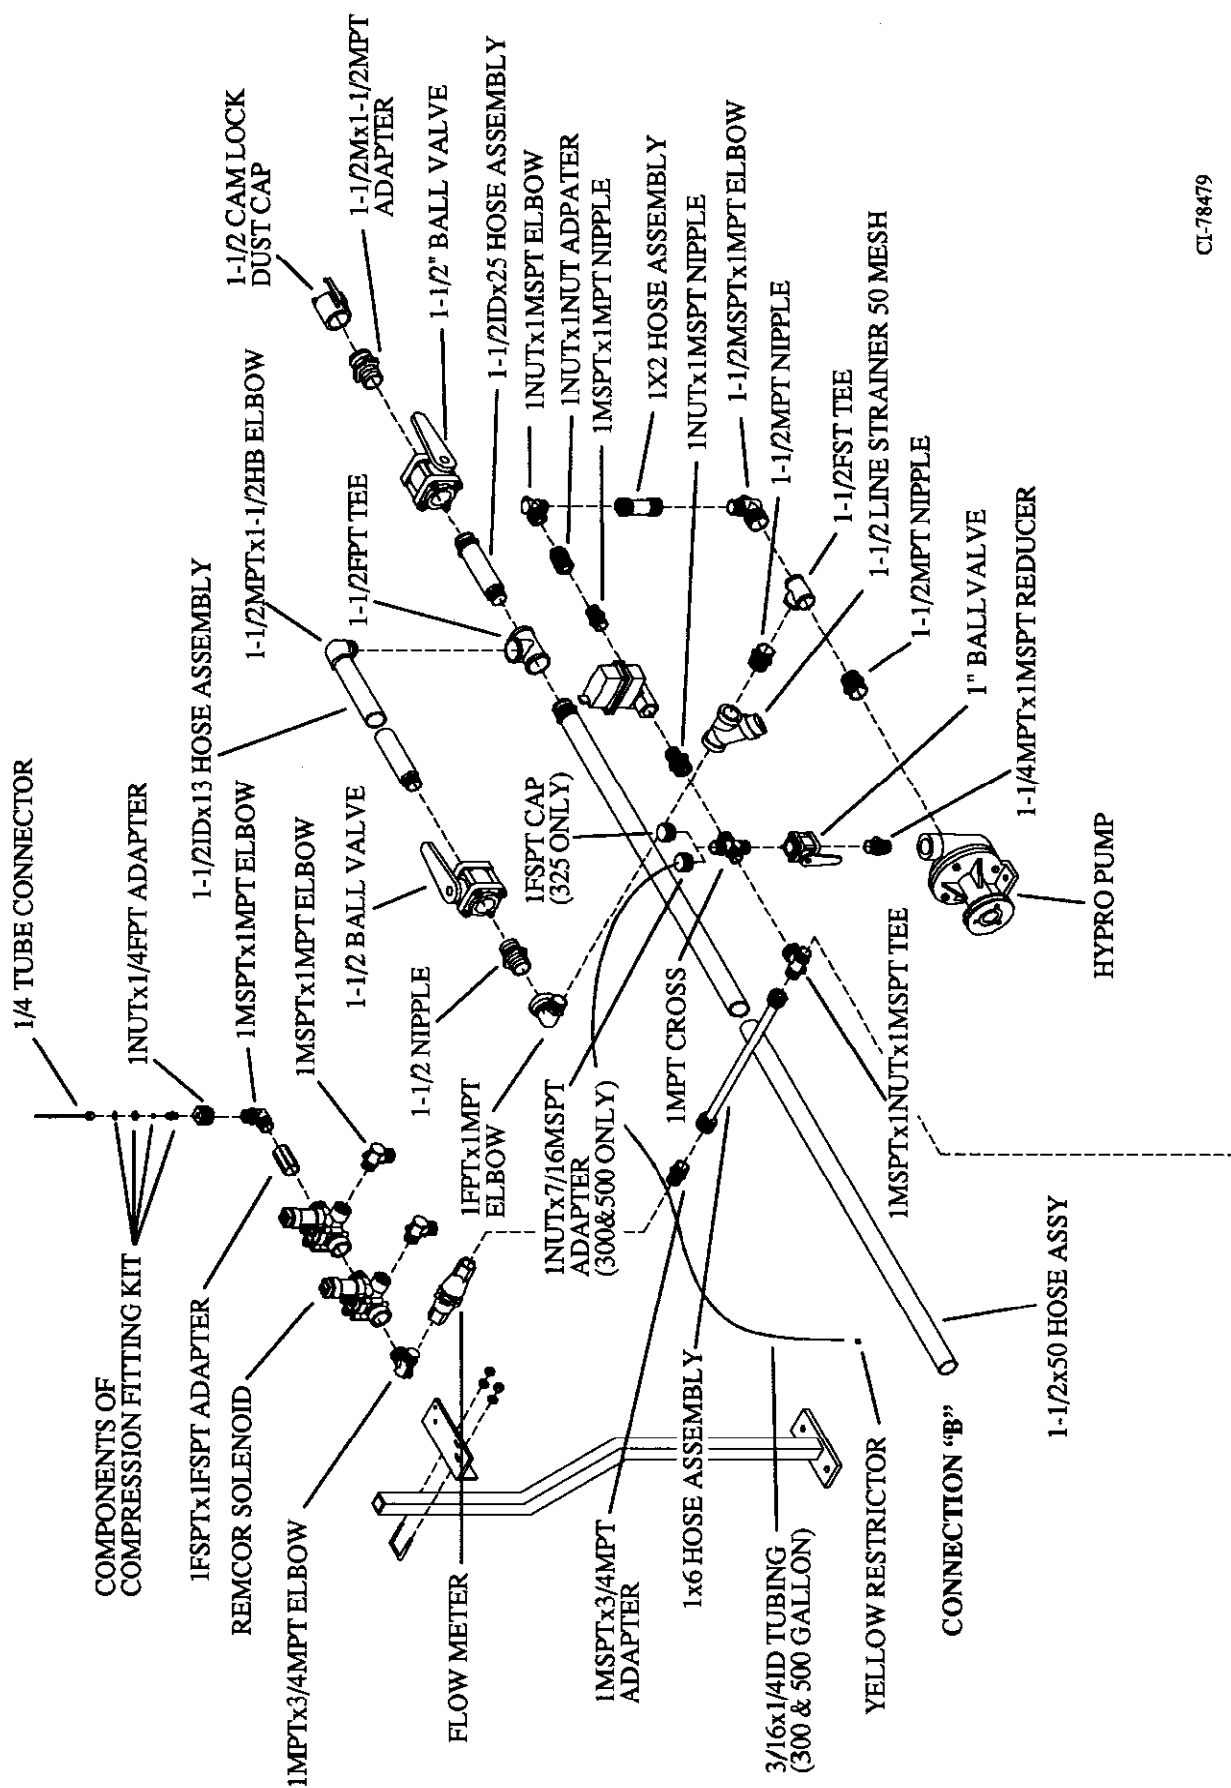 1/4 TUBE CONNECTOR
1NUTx1/4FPT ADAPTER
1MSPTx1MPT ELBOW
1MSPTx1MPT ELBOW
COMPONENTS OF
COMPRESSION FITTING KIT
1FSPTx1FSPT ADAPTER
REMCOR SOLENOID
1MPTx3/4MPT ELBOW
FLOW METER
1-1/2IDx13 HOSE ASSEMBLY
1-1/2MPTx1-1/2HB ELBOW
1-1/2 BALL VALVE
1-1/2 NIPPLE
1FPTx1MPT
ELBOW
1-1/2FPT TEE
1-1/2 CAM LOCK
DUST CAP
1-1/2Mx1-1/2MPT
ADAPTER
1-1/2" BALL VALVE
1-1/2IDx25 HOSE ASSEMBLY
1NUTx1MSPT ELBOW
1NUTx1NUT ADPATER
1MSPTx1MPT NIPPLE
1X2 HOSE ASSEMBLY
1NUTx1MSPT NIPPLE
1-1/2MSPTx1MPT ELBOW
1-1/2MPT NIPPLE
1-1/2FST TEE
1-1/2 LINE STRAINER 50 MESH
1-1/2MPT NIPPLE
1" BALL VALVE
1-1/4MPTx1MSPT REDUCER
1FSPT CAP
(325 ONLY)
1NUTx7/16MSPT
ADAPTER
(300&500 ONLY)
1MPT CROSS
1MSPTx1NUTx1MSPT TEE
HYPRO PUMP
1MSPTx3/4MPT
ADAPTER
1x6 HOSE ASSEMBLY
3/16x1/4ID TUBING
(300 & 500 GALLON)
YELLOW RESTRICTOR
CONNECTION “B”
1-1/2x50 HOSE ASSY
CI-78479